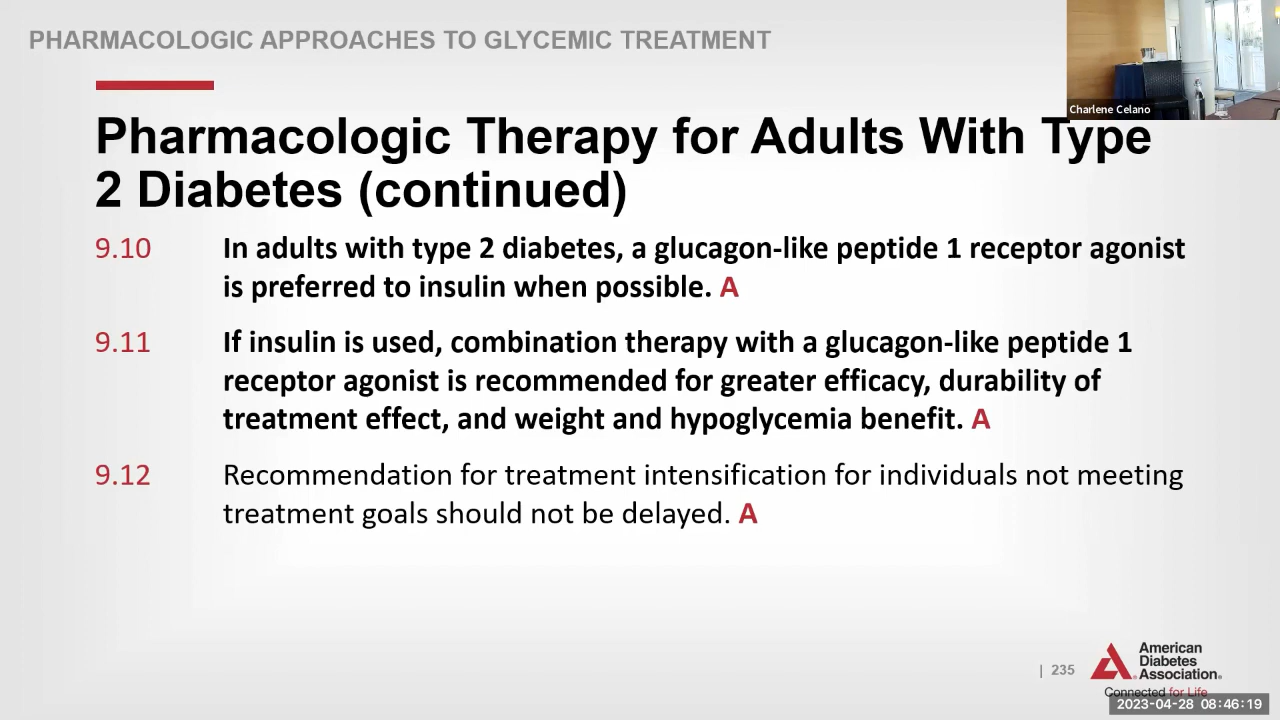 PHARMACOLOGIC APPROACHES TO GLYCEMIC TREATMENT
Charlene Celano
Pharmacologic Therapy for Adults With Type
2 Diabetes (continued)
9.10 In adults with type 2 diabetes, a glucagon-like peptide 1 receptor agonist
is preferred to insulin when possible. A
9.11 If insulin is used, combination therapy with a glucagon-like peptide 1
receptor agonist is recommended for greater efficacy, durability of
treatment effect, and weight and hypoglycemia benefit. A
9.12 Recommendation for treatment intensification for individuals not meeting
treatment goals should not be delayed. A
| 235
American
Diabetes
Association.
Connected for Life
2023-04-28 08:46:19